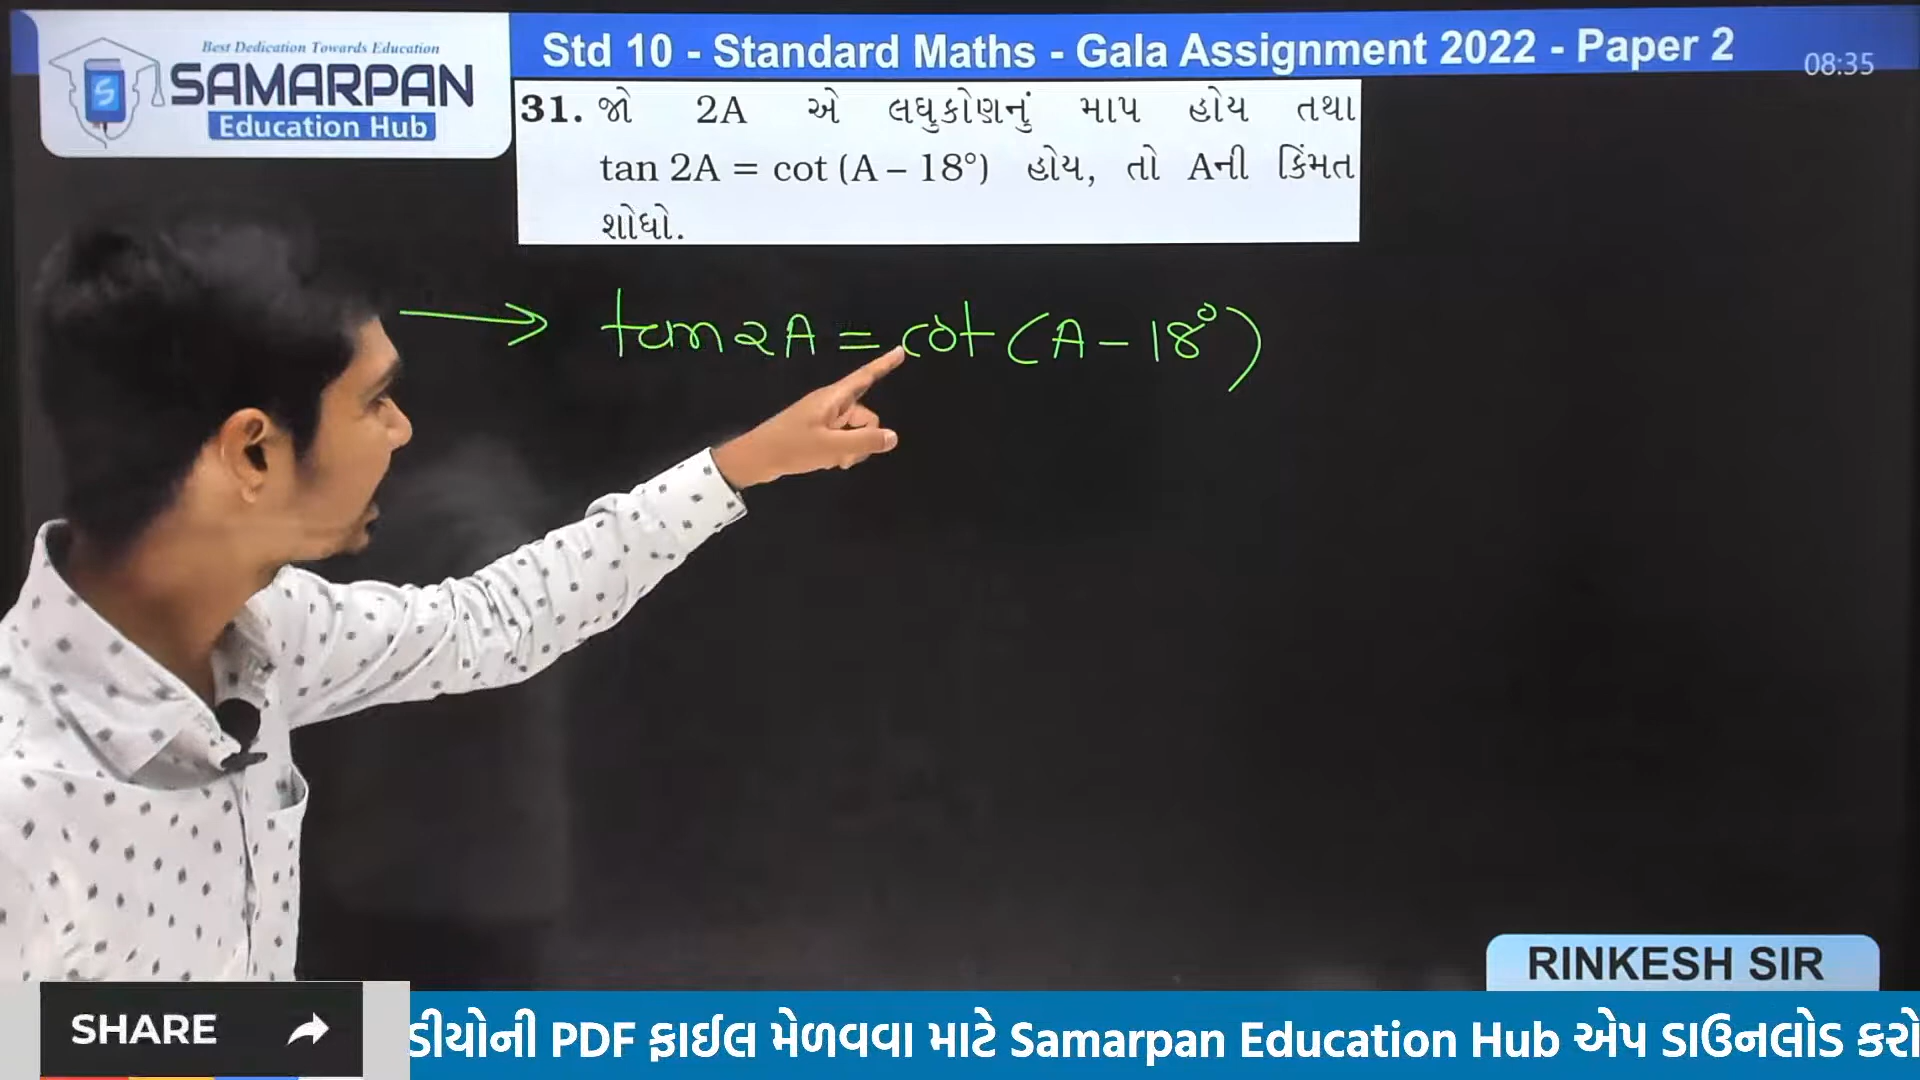 Best Dedication Towards Education
SAMARPAN
Education Hub
Std 10 - Standard Maths - Gala Assignment 2022 - Paper 2
08:35
31. જો 2A એ લઘુકોણનું માપ હોય તથા
tan 2A = cot (A – 18°) હોય, તો Aની કિંમત
શોધો.
tan 2A = cot (A - 18°)
RINKESH SIR
SHARE
ડીયોની PDF ફાઈલ મેળવવા માટે Samarpan Education Hub એપ ડાઉનલોડ કરો